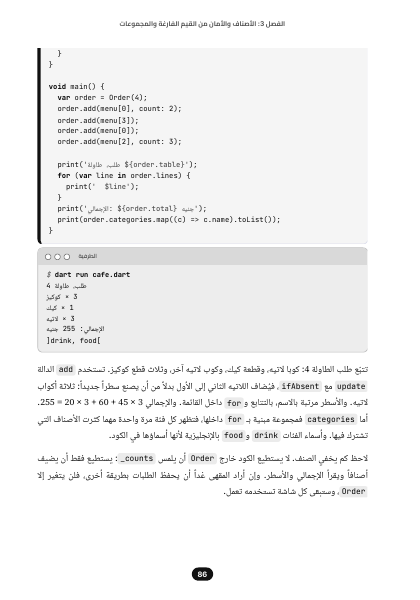 الفصل 3: الأصناف والأمان من القيم الفارغة والمجموعات
}
}
void main() {
var order = Order(4);
order.add(menu[0], count: 2);
order.add(menu[3]);
order.add(menu[0]);
order.add(menu[2], count: 3);
print('طلب، طاولة ${order.table}');
for (var line in order.lines) {
print('  $line');
}
print('الإجمالي: ${order.total} جنيه');
print(order.categories.map((c) => c.name).toList());
}
الطرفية
$ dart run cafe.dart
طلب، طاولة 4
3 × كوكيز
1 × كيك
3 × لاتيه
الإجمالي: 255 جنيه
[drink, food]
تتبّع طلب الطاولة 4: كوبا لاتيه، وقطعة كيك، وكوب لاتيه آخر، وثلاث قطع كوكيز. تستخدم add الدالة
update مع ifAbsent ، فيُضاف اللاتيه الثاني إلى الأول بدلاً من أن يصنع سطراً جديداً: ثلاثة أكواب
لاتيه. والأسطر مرتبة بالاسم، بالتتابع و for داخل القائمة. والإجمالي 45 × 3 + 60 + 20 × 3 = 255.
أما categories فمجموعة مبنية بـ for داخلها، فتظهر كل فئة مرة واحدة مهما كثرت الأصناف التي
تشترك فيها. وأسماء الفئات drink و food بالإنجليزية لأنها أسماؤها في الكود.
لاحظ كم يخفي الصنف. لا يستطيع الكود خارج Order أن يلمس _counts : يستطيع فقط أن يضيف
أصنافاً ويقرأ الإجمالي والأسطر. وإن أراد المقهى غداً أن يحفظ الطلبات بطريقة أخرى، فلن يتغير إلا
Order ، وستبقى كل شاشة تستخدمه تعمل.
86